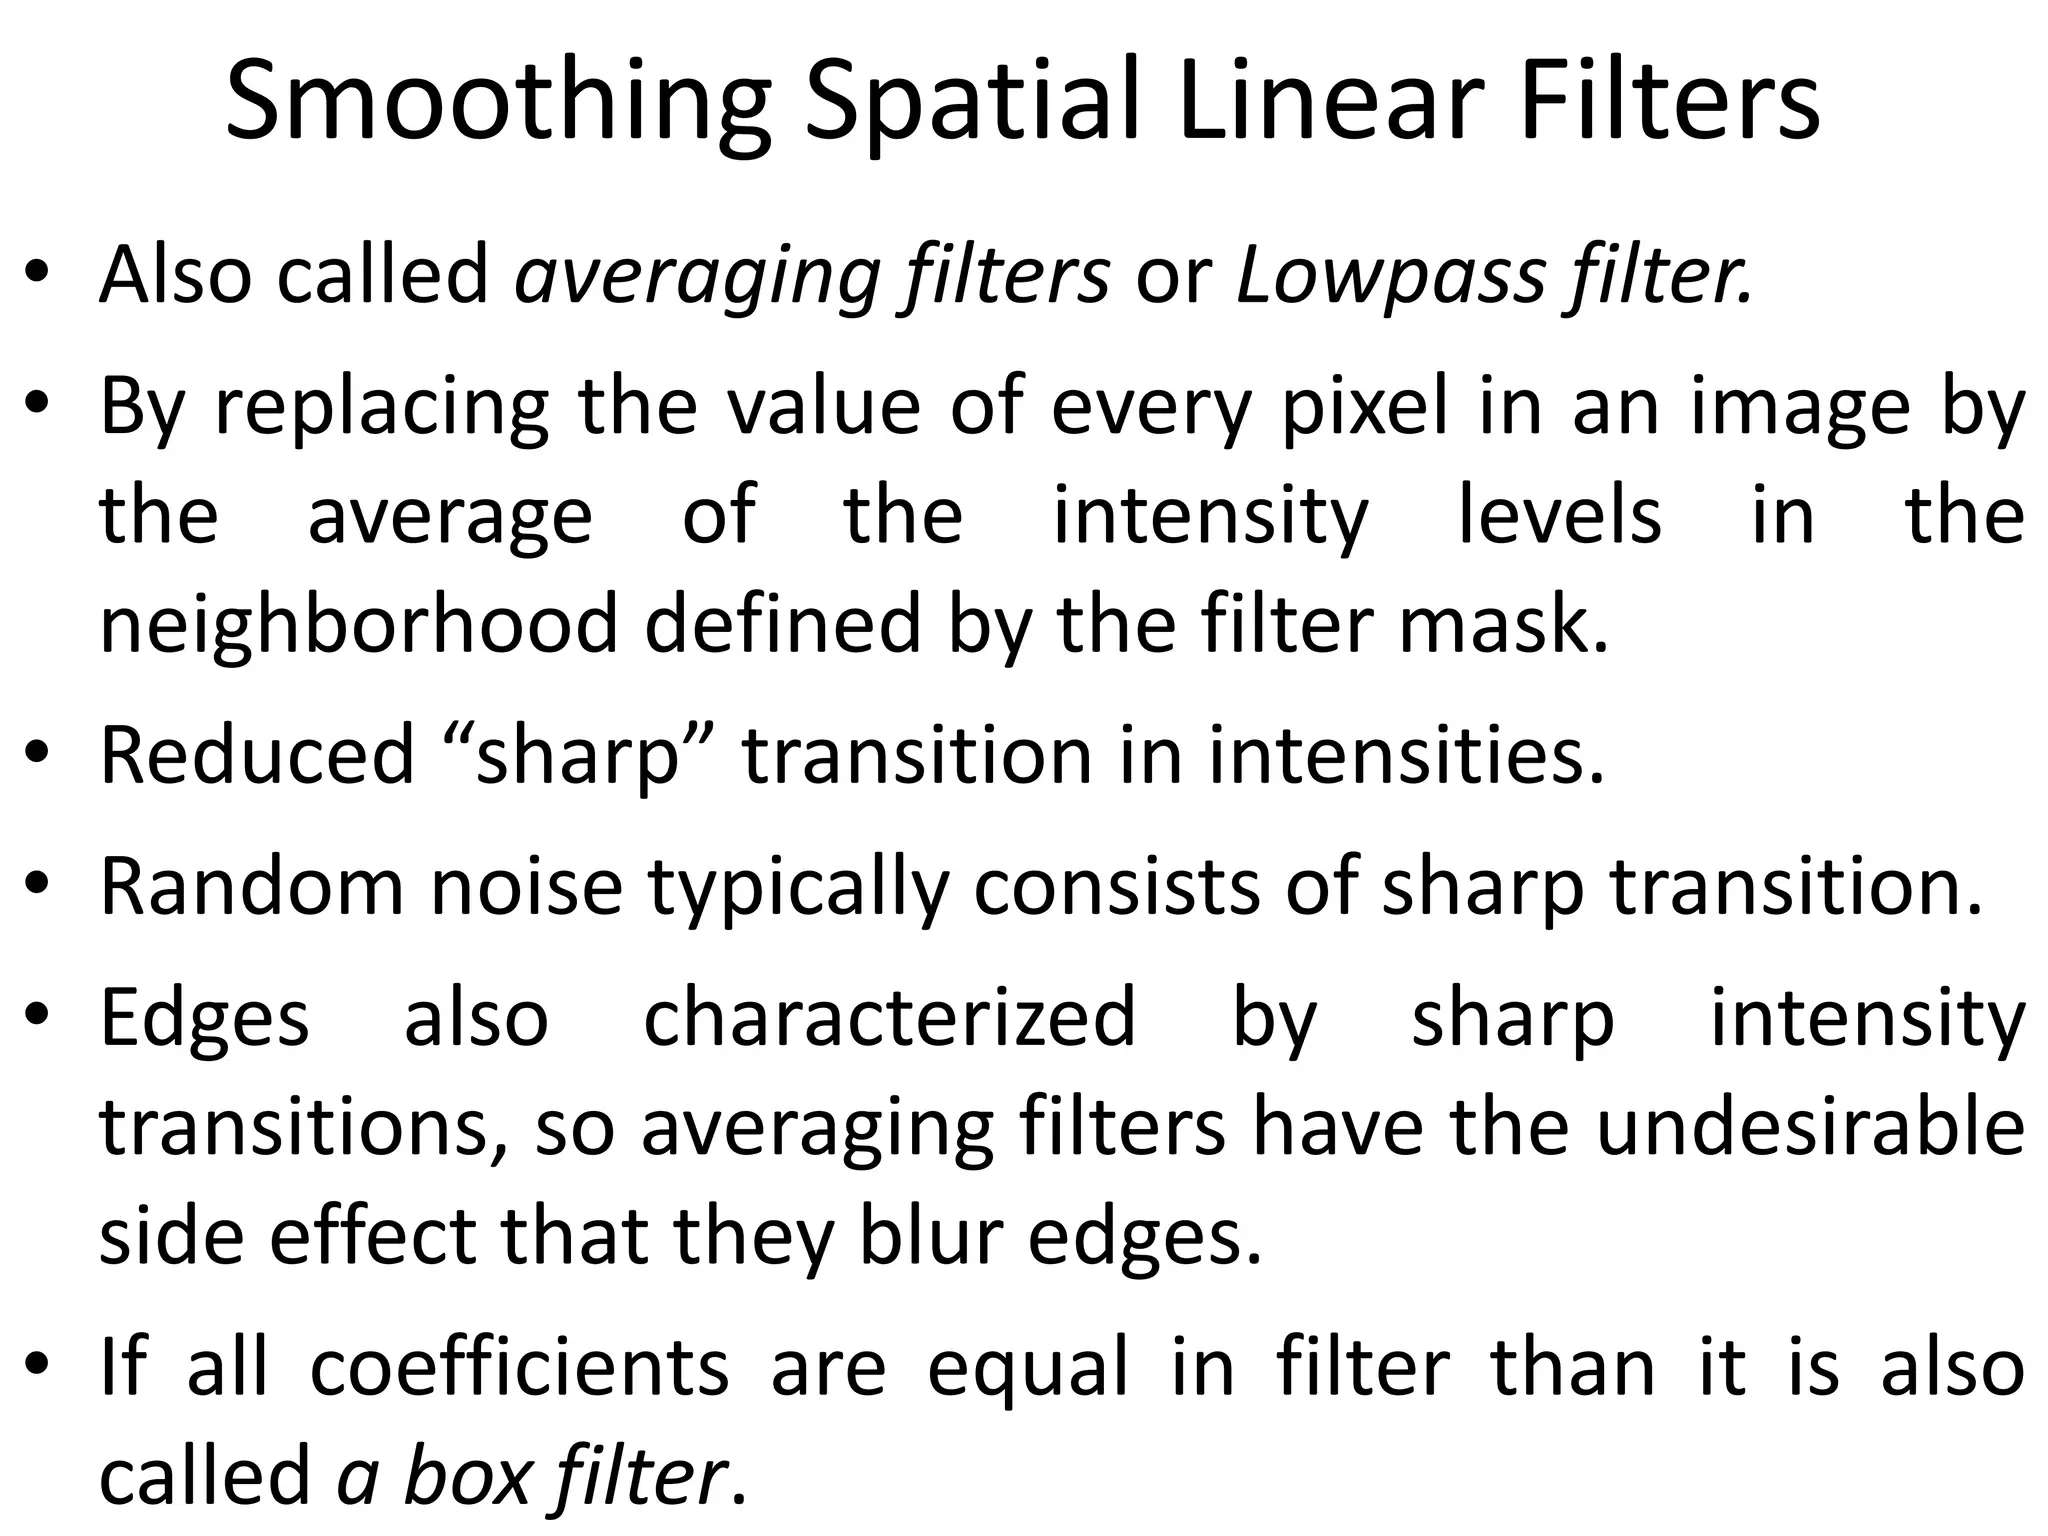 Smoothing Spatial Linear Filters
• Also called averaging filters or Lowpass filter.
• By replacing the value of every pixel in an image by
the average of the intensity levels in the
neighborhood defined by the filter mask.
• Reduced “sharp” transition in intensities.
• Random noise typically consists of sharp transition.
• Edges also characterized by sharp intensity
transitions, so averaging filters have the undesirable
side effect that they blur edges.
• If all coefficients are equal in filter than it is also
called a box filter.